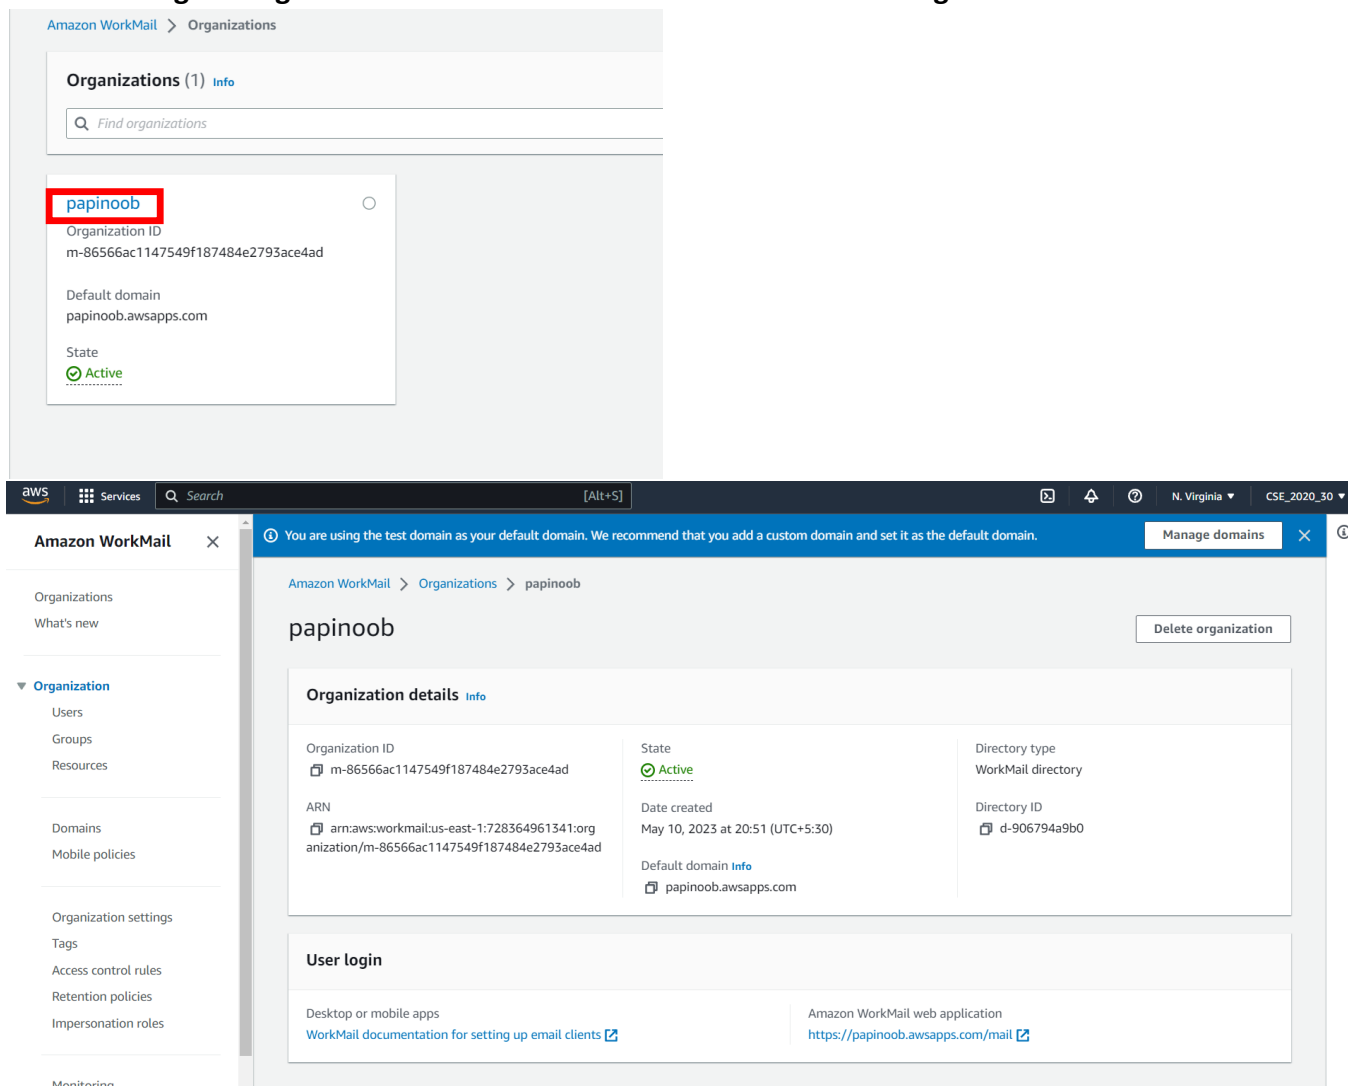 Amazon WorkMail > Organizations
Organizations (1) Info
Find organizations
papinoob
Organization ID
m-86566ac1147549f187484e2793ace4ad
Default domain
papinoob.awsapps.com
State
Active
aws Services Search [Alt+S] N. Virginia ▼ CSE_2020_30 ▼
Amazon WorkMail
Organizations
What's new
Organization
Users
Groups
Resources
Domains
Mobile policies
Organization settings
Tags
Access control rules
Retention policies
Impersonation roles
Monitoring
You are using the test domain as your default domain. We recommend that you add a custom domain and set it as the default domain. Manage domains
Amazon WorkMail > Organizations > papinoob
papinoob
Delete organization
Organization details Info
Organization ID
m-86566ac1147549f187484e2793ace4ad
ARN
arn:aws:workmail:us-east-1:728364961341:org
anization/m-86566ac1147549f187484e2793ace4ad
State
Active
Date created
May 10, 2023 at 20:51 (UTC+5:30)
Default domain Info
papinoob.awsapps.com
Directory type
WorkMail directory
Directory ID
d-906794a9b0
User login
Desktop or mobile apps
WorkMail documentation for setting up email clients
Amazon WorkMail web application
https://papinoob.awsapps.com/mail